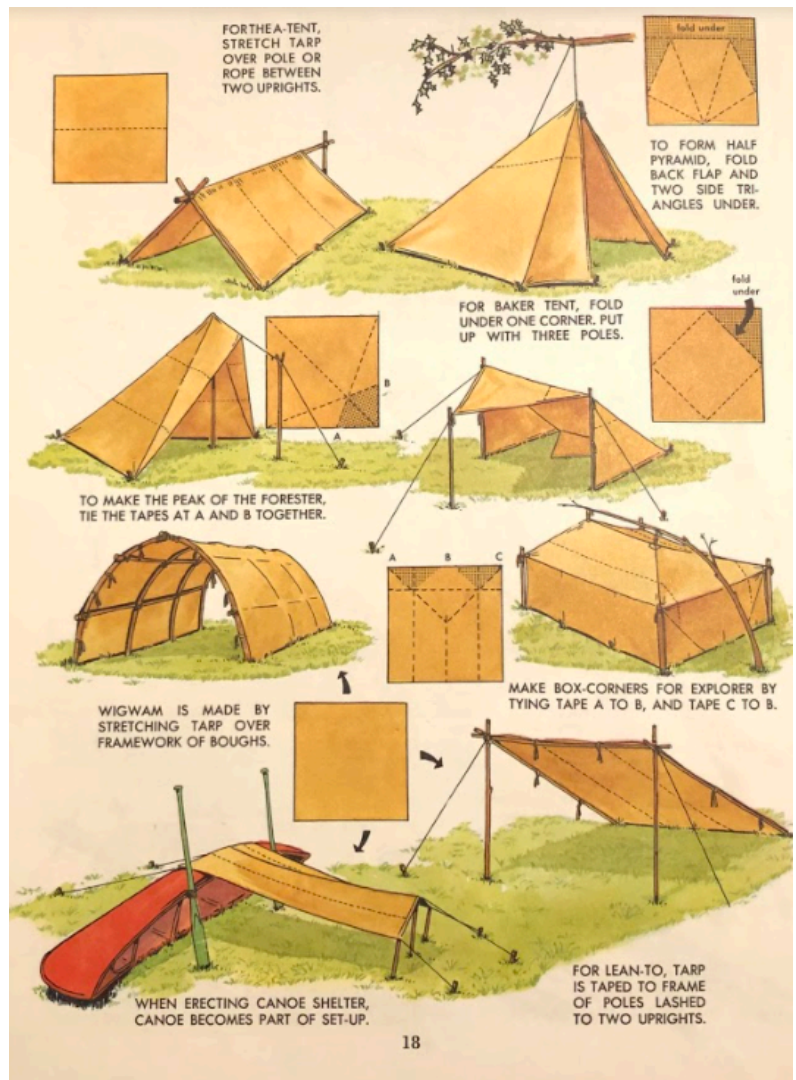 FORTHEA-TENT,
STRETCH TARP
OVER POLE OR
ROPE BETWEEN
TWO UPRIGHTS.
fold under
TO FORM HALF
PYRAMID, FOLD
BACK FLAP AND
TWO SIDE TRI-
ANGLES UNDER.
FOR BAKER TENT, FOLD
UNDER ONE CORNER. PUT
UP WITH THREE POLES.
fold
under
B
A
TO MAKE THE PEAK OF THE FORESTER,
TIE THE TAPES AT A AND B TOGETHER.
A B C
MAKE BOX-CORNERS FOR EXPLORER BY
TYING TAPE A TO B, AND TAPE C TO B.
WIGWAM IS MADE BY
STRETCHING TARP OVER
FRAMEWORK OF BOUGHS.
WHEN ERECTING CANOE SHELTER,
CANOE BECOMES PART OF SET-UP.
FOR LEAN-TO, TARP
IS TAPED TO FRAME
OF POLES LASHED
TO TWO UPRIGHTS.
18